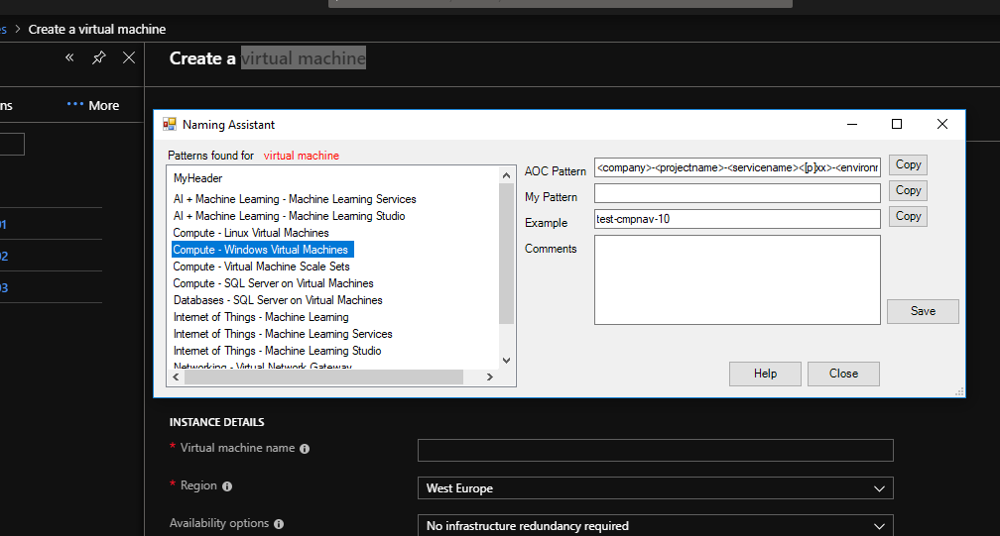 es > Create a virtual machine
Create a virtual machine
ns
••• More
01
02
03
Naming Assistant
Patterns found for virtual machine
MyHeader
AI + Machine Learning - Machine Learning Services
AI + Machine Learning - Machine Learning Studio
Compute - Linux Virtual Machines
Compute - Windows Virtual Machines
Compute - Virtual Machine Scale Sets
Compute - SQL Server on Virtual Machines
Databases - SQL Server on Virtual Machines
Internet of Things - Machine Learning
Internet of Things - Machine Learning Services
Internet of Things - Machine Learning Studio
Networking - Virtual Network Gateway
AOC Pattern <company>-<projectname>-<servicename><[p]xx>-<environm Copy
My Pattern Copy
Example test-cmpnav-10 Copy
Comments
Save
Help Close
INSTANCE DETAILS
* Virtual machine name
* Region West Europe
Availability options No infrastructure redundancy required